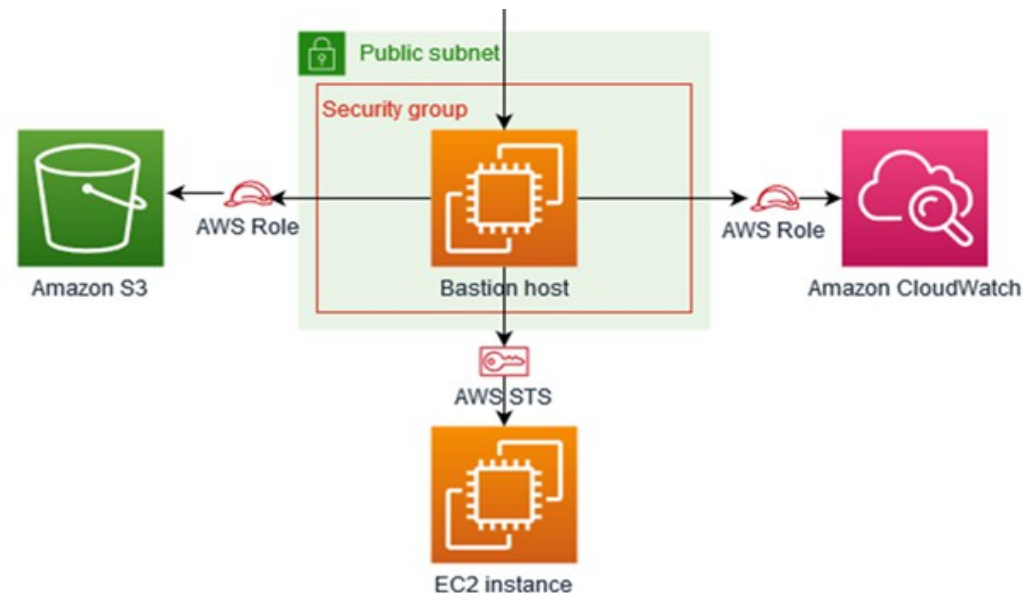 Public subnet
Security group
AWS Role
AWS Role
Amazon S3
Bastion host
Amazon CloudWatch
AWS STS
EC2 instance